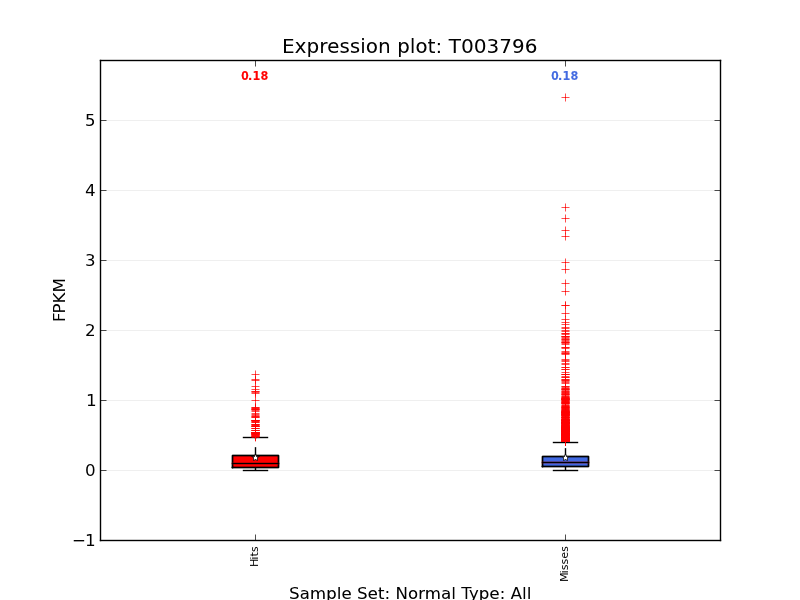 Expression plot: T003796
0.18
0.18
5
4
3
2
1
0
−1
FPKM
Hits
Misses
Sample Set: Normal Type: All